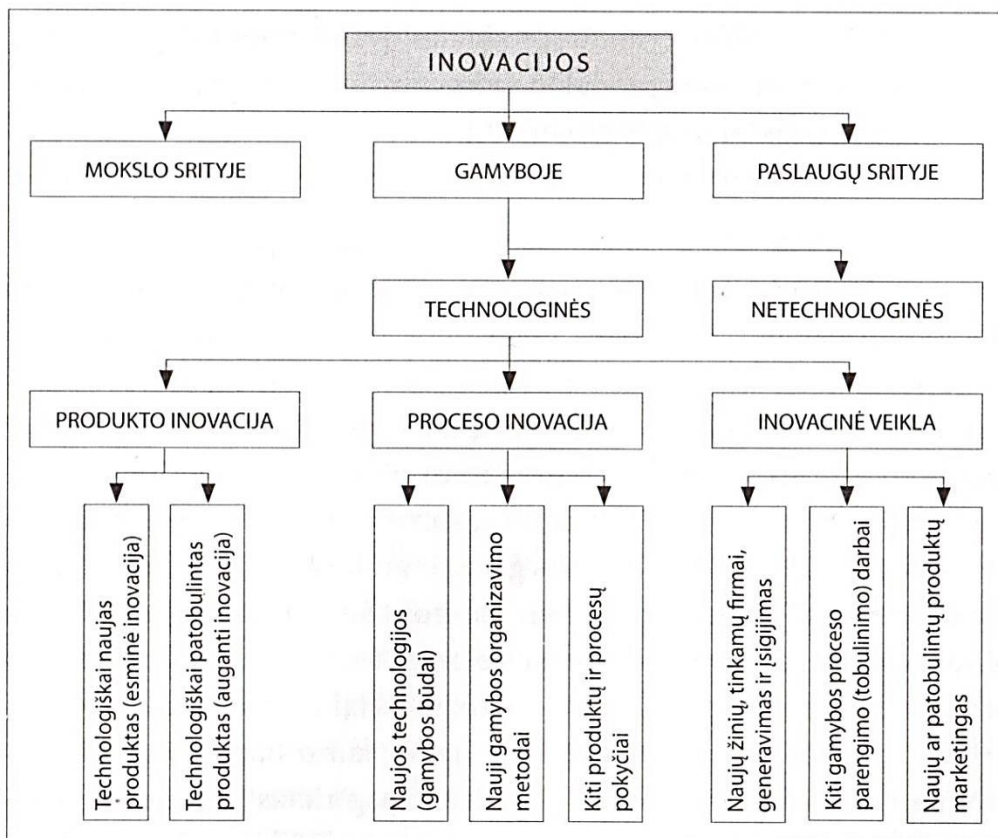 INOVACIJOS
MOKSLO SRITYJE
GAMYBOJE
PASLAUGŲ SRITYJE
TECHNOLOGINĖS
NETECHNOLOGINĖS
PRODUKTO INOVACIJA
PROCESO INOVACIJA
INOVACINĖ VEIKLA
Technologiškai naujas
produktas (esminė inovacija)
Technologiškai patobulintas
produktas (auganti inovacija)
Naujos technologijos
(gamybos būdai)
Nauji gamybos organizavimo
metodai
Kiti produktų ir procesų
pokyčiai
Naujų žinių, tinkamų firmai,
generavimas ir įsigijimas
Kiti gamybos proceso
parengimo (tobulinimo) darbai
Naujų ar patobulintų produktų
marketingas